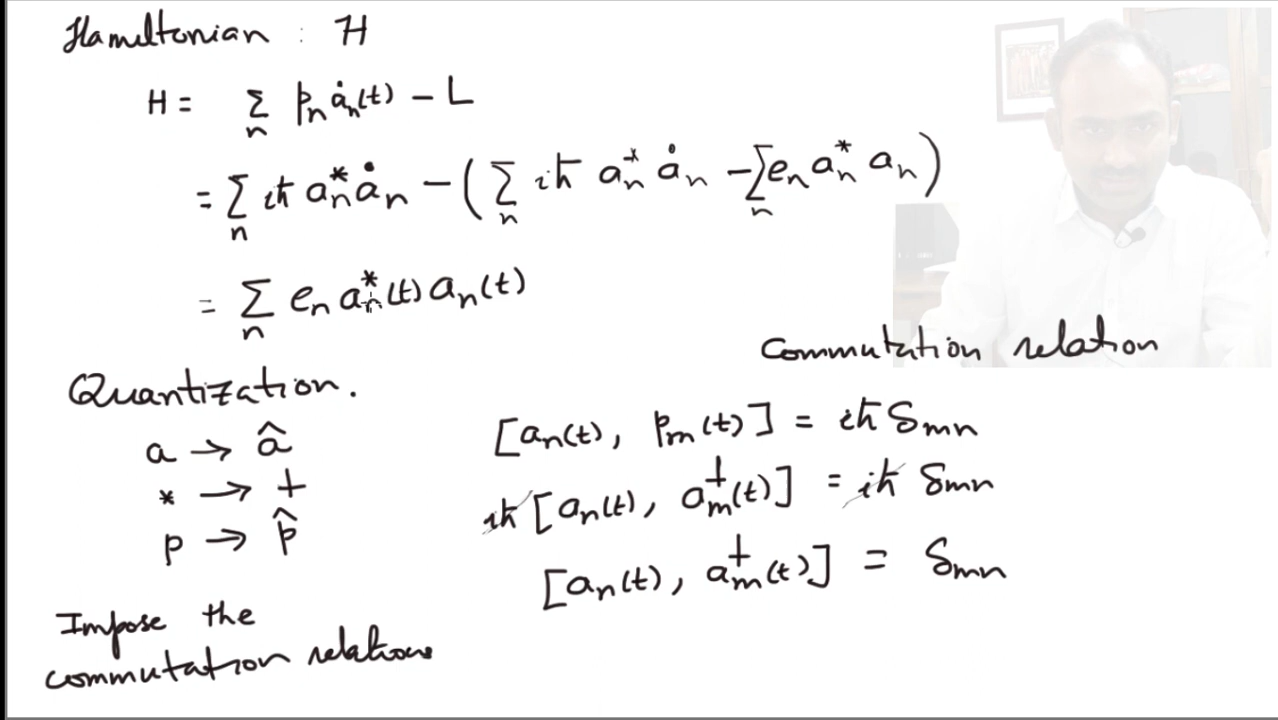 Hamiltonian : H
H = Σ_n p_n ȧ_n(t) − L
= Σ_n iħ a_n^* ȧ_n − ( Σ_n iħ a_n^* ȧ_n − Σ_n e_n a_n^* a_n )
= Σ_n e_n a_n^*(t) a_n(t)
Commutation relation
Quantization.
a → â
* → †
p → p̂
Impose the
commutation relations
[a_n(t), p_m(t)] = iħ δ_mn
iħ [a_n(t), a_m^†(t)] = iħ δ_mn
[a_n(t), a_m^†(t)] = δ_mn